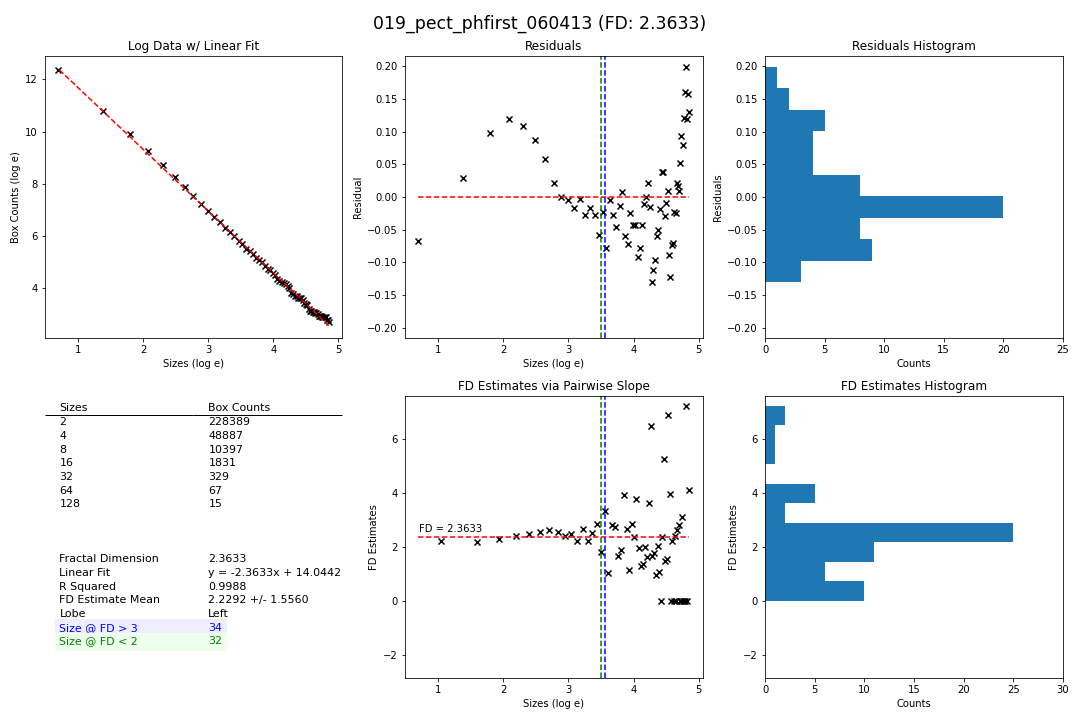 019_pect_phfirst_060413 (FD: 2.3633)
Log Data w/ Linear Fit
Box Counts (log e)
12
10
8
6
4
1 2 3 4 5
Sizes (log e)
Residuals
Residual
0.20
0.15
0.10
0.05
0.00
−0.05
−0.10
−0.15
−0.20
1 2 3 4 5
Sizes (log e)
Residuals Histogram
Residuals
0.20
0.15
0.10
0.05
0.00
−0.05
−0.10
−0.15
−0.20
0 5 10 15 20 25
Counts
Sizes Box Counts
2 228389
4 48887
8 10397
16 1831
32 329
64 67
128 15
Fractal Dimension 2.3633
Linear Fit y = -2.3633x + 14.0442
R Squared 0.9988
FD Estimate Mean 2.2292 +/- 1.5560
Lobe Left
Size @ FD > 3 34
Size @ FD < 2 32
FD Estimates via Pairwise Slope
FD Estimates
6
4
2
0
−2
FD = 2.3633
1 2 3 4 5
Sizes (log e)
FD Estimates Histogram
FD Estimates
6
4
2
0
−2
0 5 10 15 20 25 30
Counts